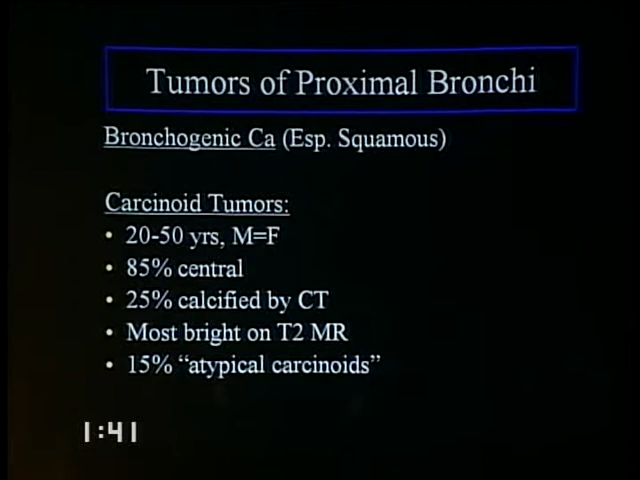 Tumors of Proximal Bronchi
Bronchogenic Ca (Esp. Squamous)
Carcinoid Tumors:
• 20-50 yrs, M=F
• 85% central
• 25% calcified by CT
• Most bright on T2 MR
• 15% “atypical carcinoids”
1:41